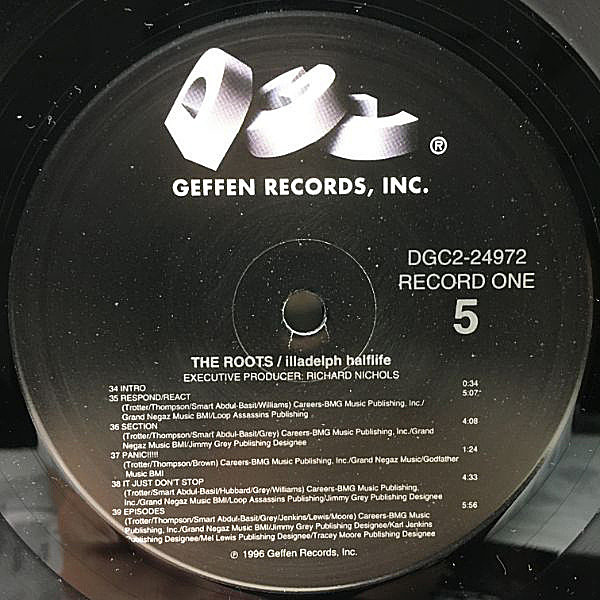 DGC
®
GEFFEN RECORDS, INC.
DGC2-24972
RECORD ONE
5
THE ROOTS / illadelph halflife
EXECUTIVE PRODUCER: RICHARD NICHOLS
34 INTRO 0:34
35 RESPOND/REACT 5:07
(Trotter/Thompson/Smart Abdul-Basit/Williams) Careers-BMG Music Publishing, Inc./
Grand Negaz Music BMI/Loop Assassins Publishing
36 SECTION 4:08
(Trotter/Thompson/Smart Abdul-Basit/Grey) Careers-BMG Music Publishing, Inc./Grand
Negaz Music BMI/Jimmy Grey Publishing Designee
37 PANIC!!!!! 1:24
(Trotter/Thompson/Brown) Careers-BMG Music Publishing, Inc./Grand Negaz Music/Godfather
Music BMI
38 IT JUST DON'T STOP 4:33
(Trotter/Smart Abdul-Basit/Hubbard/Grey/Williams) Careers-BMG Music Publishing,
Inc./Grand Negaz Music BMI/Loop Assassins Publishing/Jimmy Grey Publishing Designee
39 EPISODES 5:56
(Trotter/Thompson/Smart Abdul-Basit/Grey/Jenkins/Lewis/Moore) Careers-BMG Music
Publishing, Inc./Grand Negaz Music BMI/Jimmy Grey Publishing Designee/Karl Jenkins
Publishing Designee/Mel Lewis Publishing Designee/Tracey Moore Publishing Designee
℗ 1996 Geffen Records, Inc.